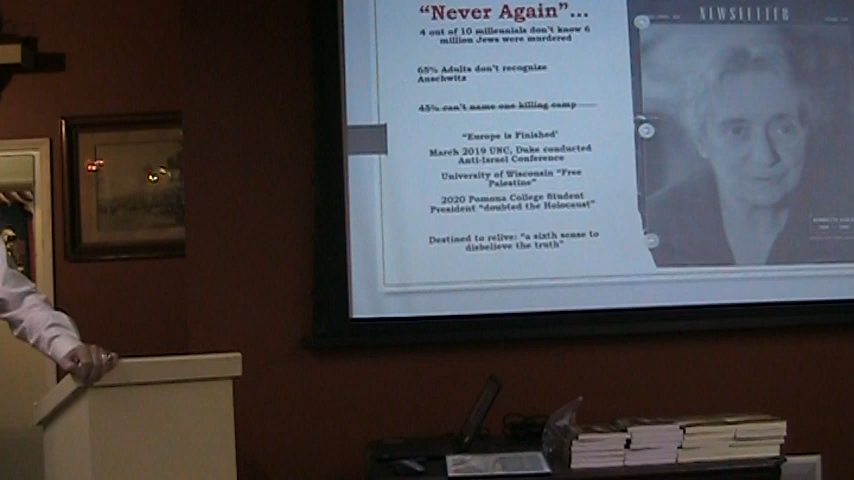 “Never Again”...
4 out of 10 millennials don’t know 6
million Jews were murdered
65% Adults don’t recognize
Auschwitz
45% can’t name one killing camp
“Europe is Finished’
March 2019 UNC, Duke conducted
Anti-Israel Conference
University of Wisconsin “Free
Palestine”
2020 Pomona College Student
President “doubted the Holocaust”
Destined to relive: “a sixth sense to
disbelieve the truth”
NEWSLETTER